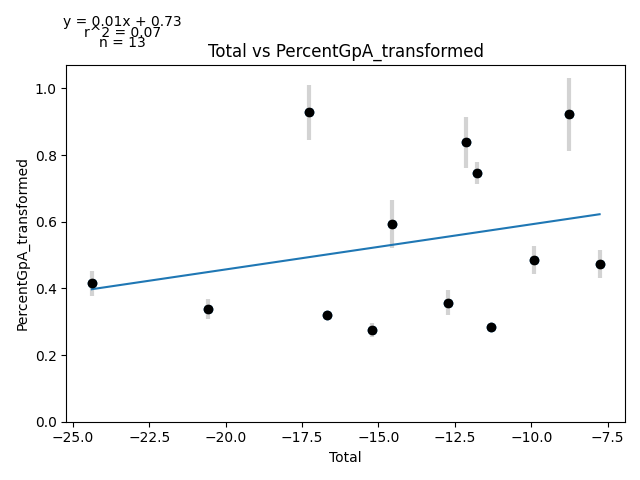 y = 0.01x + 0.73
r^2 = 0.07
n = 13
Total vs PercentGpA_transformed
PercentGpA_transformed
1.0
0.8
0.6
0.4
0.2
0.0
−25.0 −22.5 −20.0 −17.5 −15.0 −12.5 −10.0 −7.5
Total